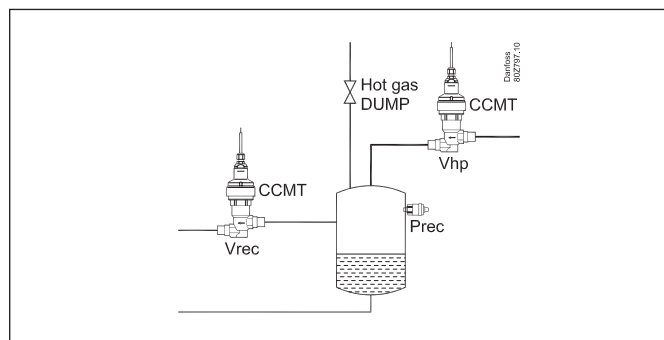 Danfoss
80Z797.10
Hot gas
DUMP
CCMT
Vhp
CCMT
Prec
Vrec